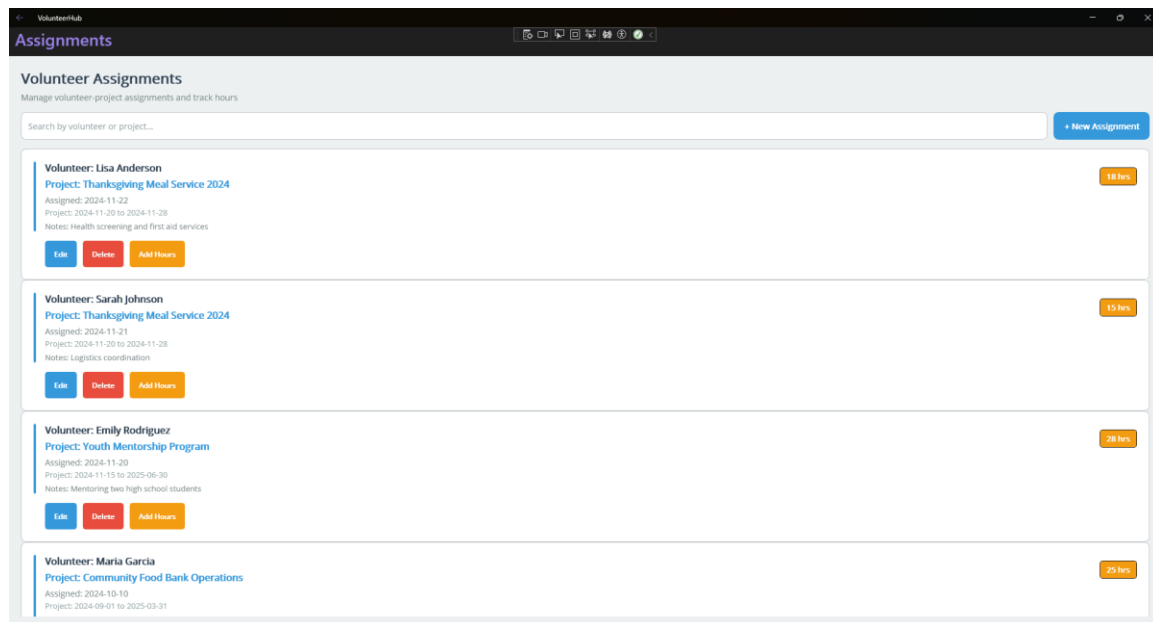 VolunteerHub
Assignments
Volunteer Assignments
Manage volunteer-project assignments and track hours
Search by volunteer or project...
+ New Assignment
Volunteer: Lisa Anderson
18 hrs
Project: Thanksgiving Meal Service 2024
Assigned: 2024-11-22
Project: 2024-11-20 to 2024-11-28
Notes: Health screening and first aid services
Edit Delete Add Hours
Volunteer: Sarah Johnson
15 hrs
Project: Thanksgiving Meal Service 2024
Assigned: 2024-11-21
Project: 2024-11-20 to 2024-11-28
Notes: Logistics coordination
Edit Delete Add Hours
Volunteer: Emily Rodriguez
28 hrs
Project: Youth Mentorship Program
Assigned: 2024-11-20
Project: 2024-11-15 to 2025-06-30
Notes: Mentoring two high school students
Edit Delete Add Hours
Volunteer: Maria Garcia
25 hrs
Project: Community Food Bank Operations
Assigned: 2024-10-10
Project: 2024-09-01 to 2025-03-31